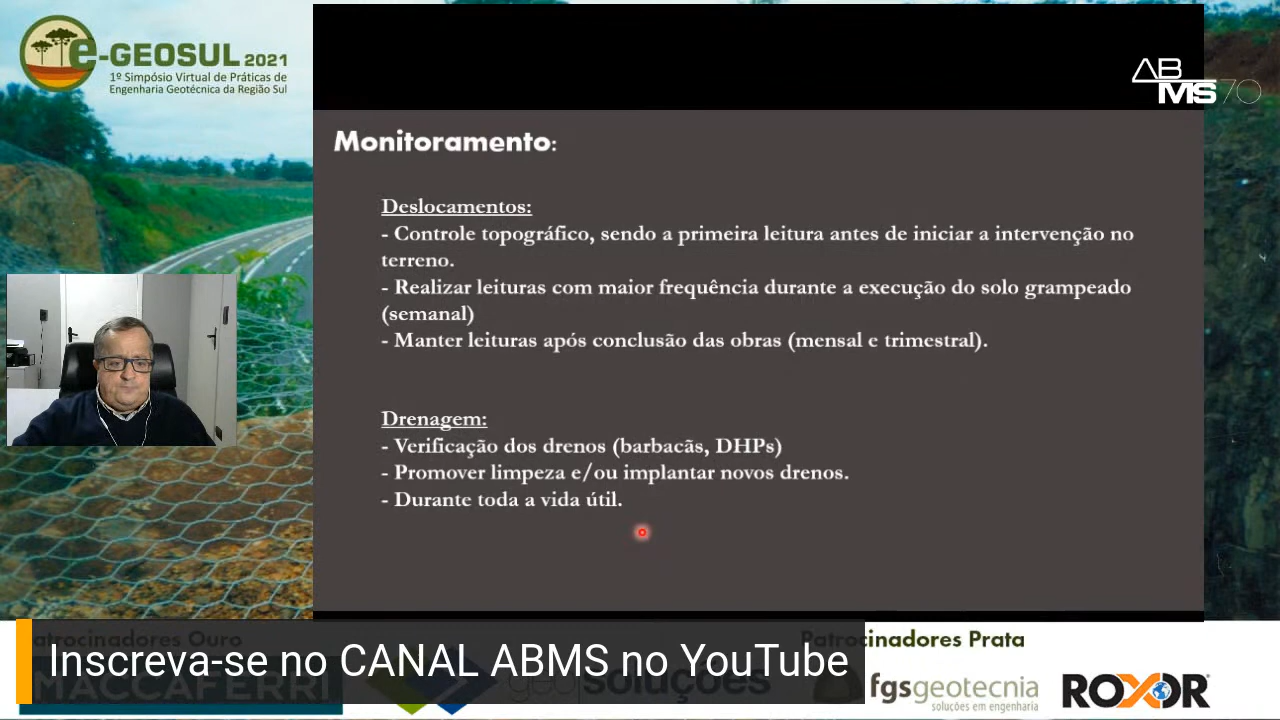 e-GEOSUL 2021
1º Simpósio Virtual de Práticas de
Engenharia Geotécnica da Região Sul
ABMS70
Monitoramento:
Deslocamentos:
- Controle topográfico, sendo a primeira leitura antes de iniciar a intervenção no
terreno.
- Realizar leituras com maior frequência durante a execução do solo grampeado
(semanal)
- Manter leituras após conclusão das obras (mensal e trimestral).
Drenagem:
- Verificação dos drenos (barbacãs, DHPs)
- Promover limpeza e/ou implantar novos drenos.
- Durante toda a vida útil.
Patrocinadores Ouro
Patrocinadores Prata
Inscreva-se no CANAL ABMS no YouTube
MACCAFERRI
geosoluções
fgsgeotecnia
soluções em engenharia
ROXOR